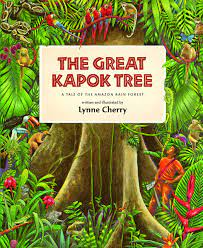 THE GREAT
KAPOK TREE
A TALE OF THE AMAZON RAIN FOREST
written and illustrated by
Lynne Cherry